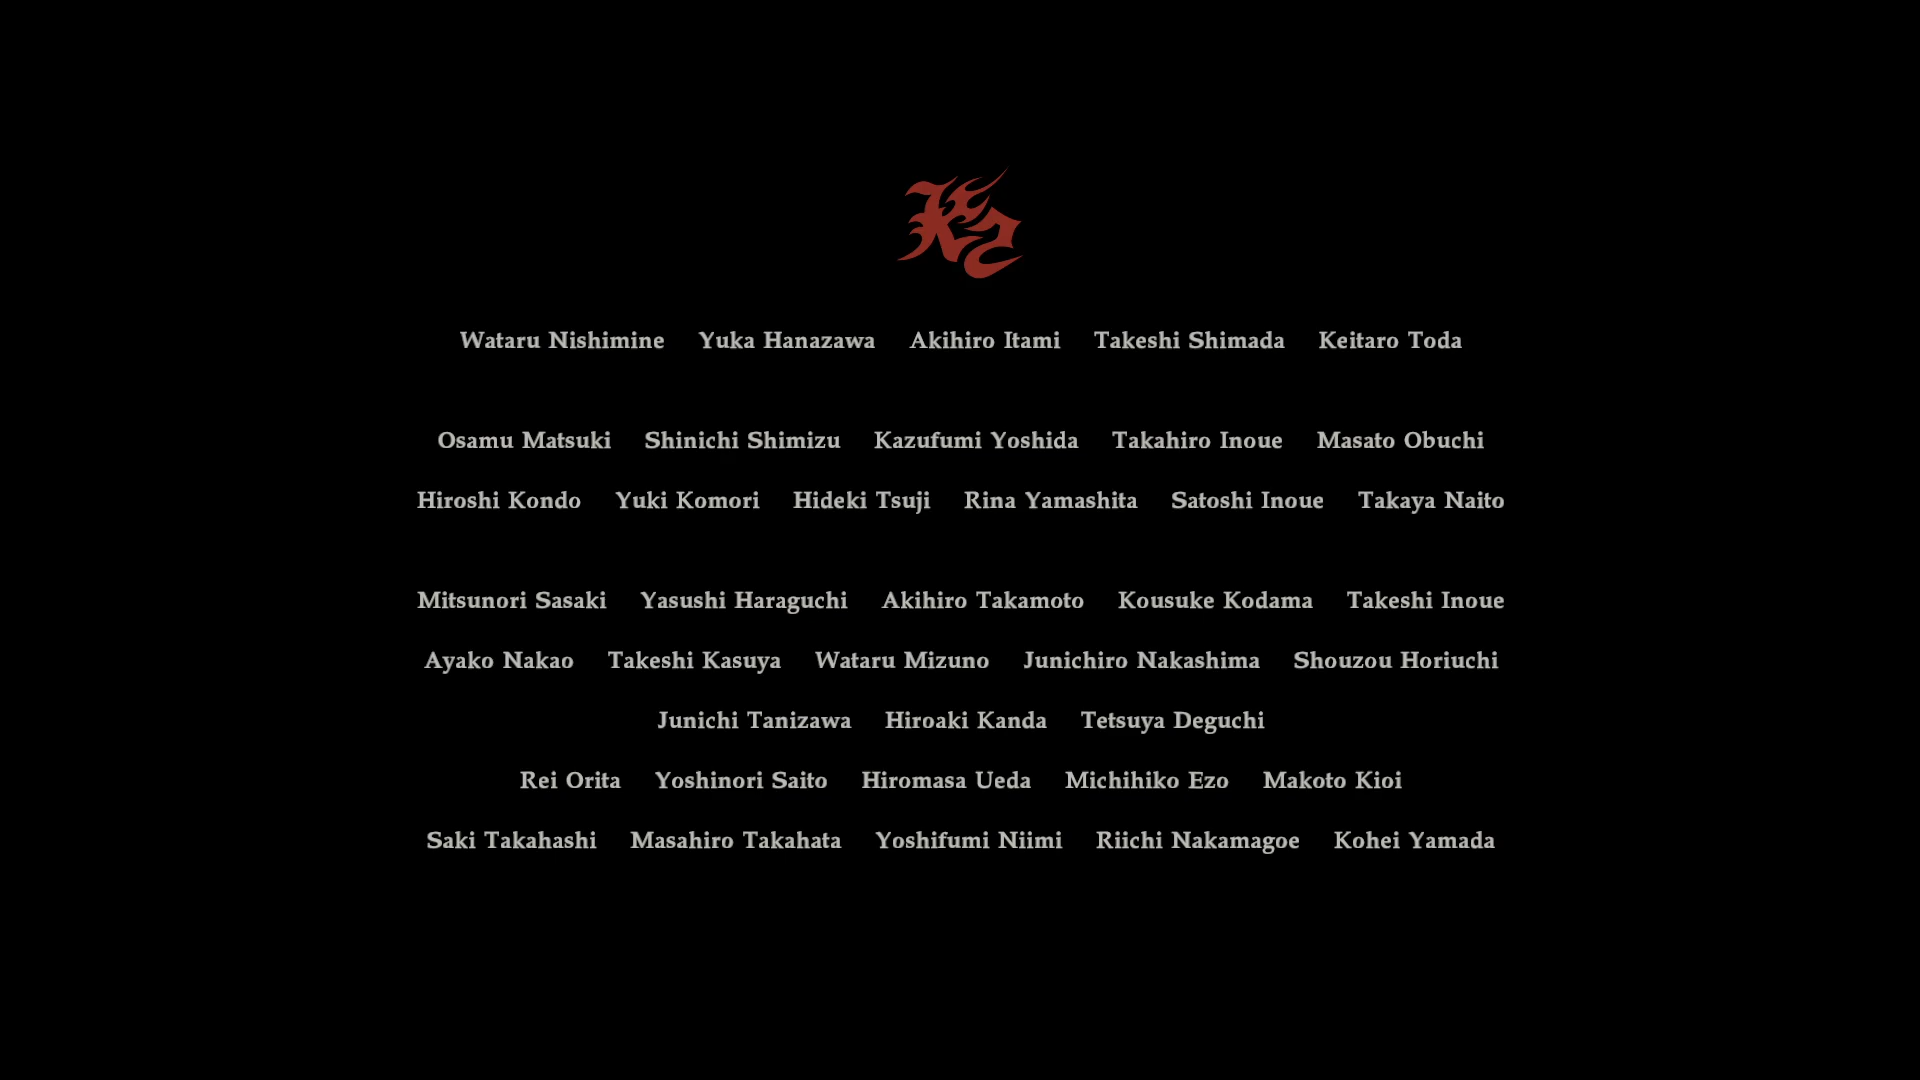 K2
Wataru Nishimine Yuka Hanazawa Akihiro Itami Takeshi Shimada Keitaro Toda
Osamu Matsuki Shinichi Shimizu Kazufumi Yoshida Takahiro Inoue Masato Obuchi
Hiroshi Kondo Yuki Komori Hideki Tsuji Rina Yamashita Satoshi Inoue Takaya Naito
Mitsunori Sasaki Yasushi Haraguchi Akihiro Takamoto Kousuke Kodama Takeshi Inoue
Ayako Nakao Takeshi Kasuya Wataru Mizuno Junichiro Nakashima Shouzou Horiuchi
Junichi Tanizawa Hiroaki Kanda Tetsuya Deguchi
Rei Orita Yoshinori Saito Hiromasa Ueda Michihiko Ezo Makoto Kioi
Saki Takahashi Masahiro Takahata Yoshifumi Niimi Riichi Nakamagoe Kohei Yamada